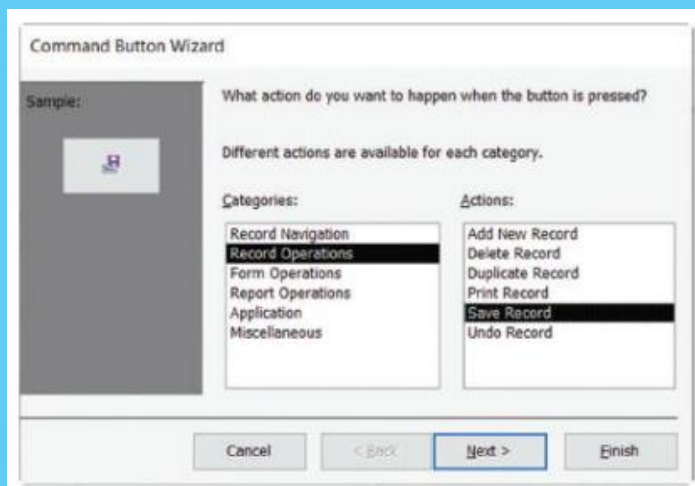 Command Button Wizard
Sample:
What action do you want to happen when the button is pressed?
Different actions are available for each category.
Categories:
Record Navigation
Record Operations
Form Operations
Report Operations
Application
Miscellaneous
Actions:
Add New Record
Delete Record
Duplicate Record
Print Record
Save Record
Undo Record
Cancel
< Back
Next >
Finish